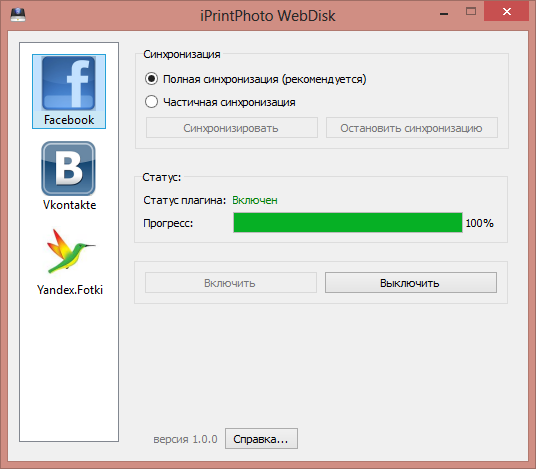 iPrintPhoto WebDisk
Facebook
Vkontakte
Yandex.Fotki
Синхронизация
Полная синхронизация (рекомендуется)
Частичная синхронизация
Синхронизировать Остановить синхронизацию
Статус:
Статус плагина: Включен
Прогресс: 100%
Включить Выключить
версия 1.0.0 Справка...